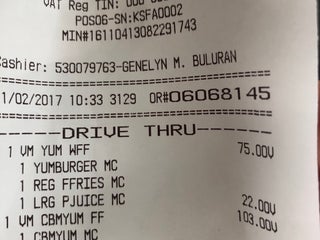 VAT Reg TIN: 000
POS06-SN:KSFA0002
MIN#16110413082291743
Cashier: 530079763-GENELYN M. BULURAN
1/02/2017 10:33 3129 OR#06068145
------DRIVE THRU-------
1 VM YUM WFF 75.00V
1 YUMBURGER MC
1 REG FFRIES MC
1 LRG PJUICE MC 22.00V
1 VM CBMYUM FF 103.00V
1 CBMYUM MC